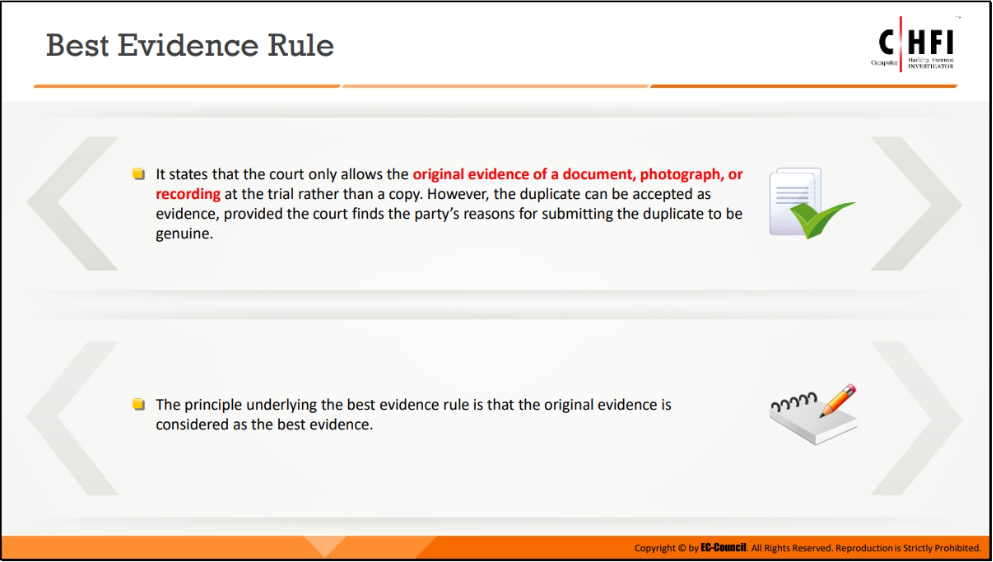 Best Evidence Rule
C HFI
Computer Hacking Forensic
INVESTIGATOR
It states that the court only allows the original evidence of a document, photograph, or
recording at the trial rather than a copy. However, the duplicate can be accepted as
evidence, provided the court finds the party’s reasons for submitting the duplicate to be
genuine.
The principle underlying the best evidence rule is that the original evidence is
considered as the best evidence.
Copyright © by EC-Council. All Rights Reserved. Reproduction is Strictly Prohibited.